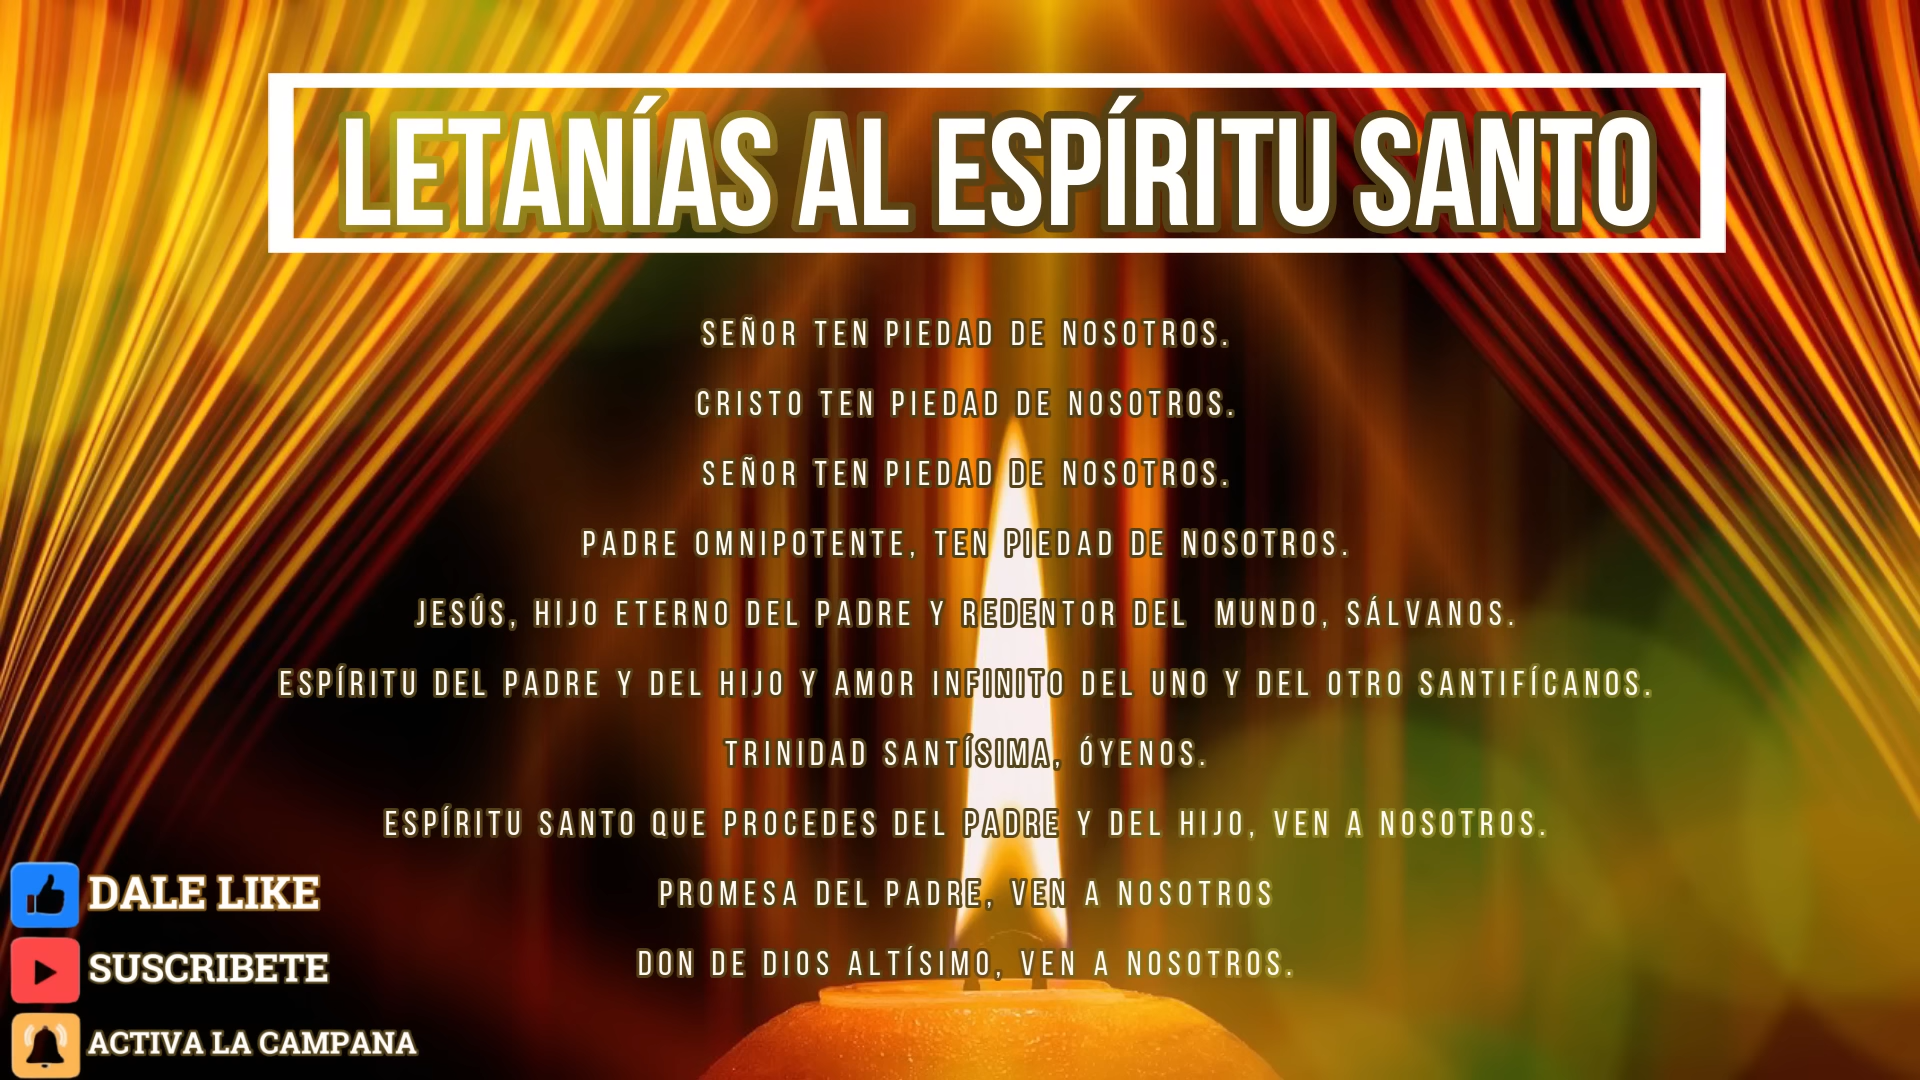 LETANÍAS AL ESPÍRITU SANTO
SEÑOR TEN PIEDAD DE NOSOTROS.
CRISTO TEN PIEDAD DE NOSOTROS.
SEÑOR TEN PIEDAD DE NOSOTROS.
PADRE OMNIPOTENTE, TEN PIEDAD DE NOSOTROS.
JESÚS, HIJO ETERNO DEL PADRE Y REDENTOR DEL MUNDO, SÁLVANOS.
ESPÍRITU DEL PADRE Y DEL HIJO Y AMOR INFINITO DEL UNO Y DEL OTRO SANTIFÍCANOS.
TRINIDAD SANTÍSIMA, ÓYENOS.
ESPÍRITU SANTO QUE PROCEDES DEL PADRE Y DEL HIJO, VEN A NOSOTROS.
PROMESA DEL PADRE, VEN A NOSOTROS
DON DE DIOS ALTÍSIMO, VEN A NOSOTROS.
DALE LIKE
SUSCRIBETE
ACTIVA LA CAMPANA